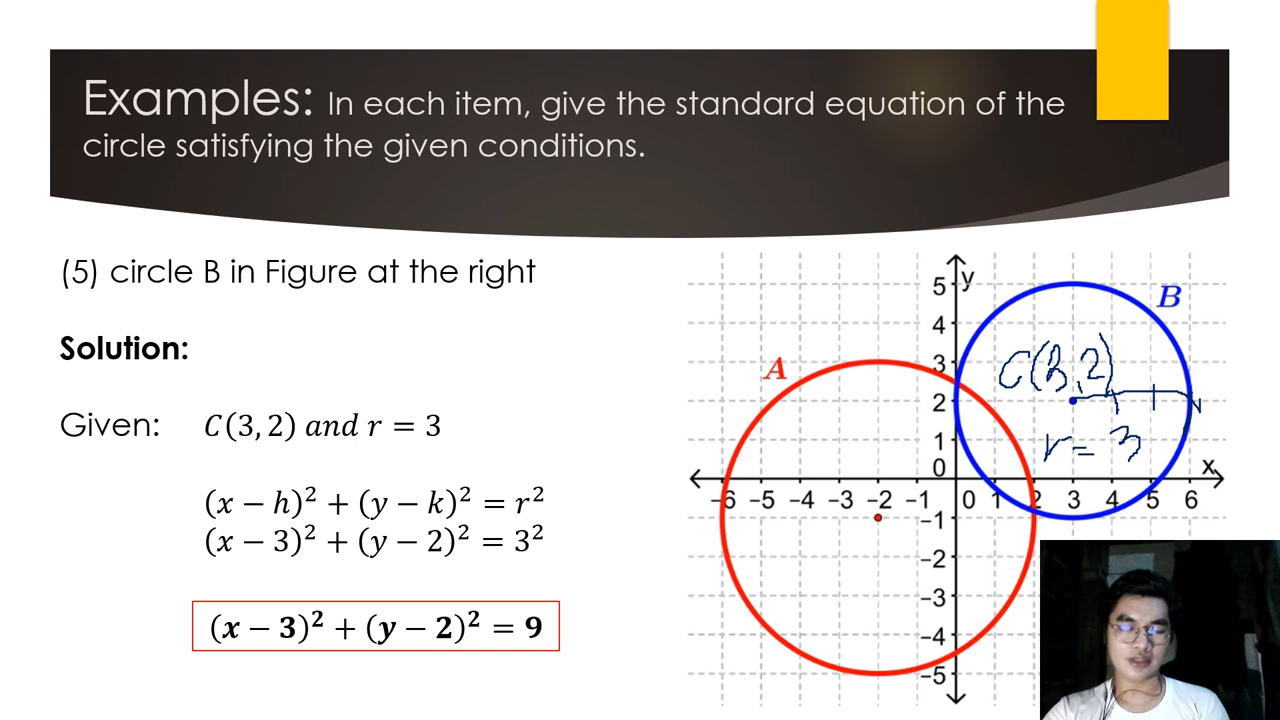 Examples: In each item, give the standard equation of the
circle satisfying the given conditions.
(5) circle B in Figure at the right
Solution:
Given: C(3, 2) and r = 3
(x − h)² + (y − k)² = r²
(x − 3)² + (y − 2)² = 3²
(x − 3)² + (y − 2)² = 9
y
5
B
4
3
A
C(3,2)
2
1
r = 3
0
x
−6 −5 −4 −3 −2 −1 0 1 2 3 4 5 6
−1
−2
−3
−4
−5